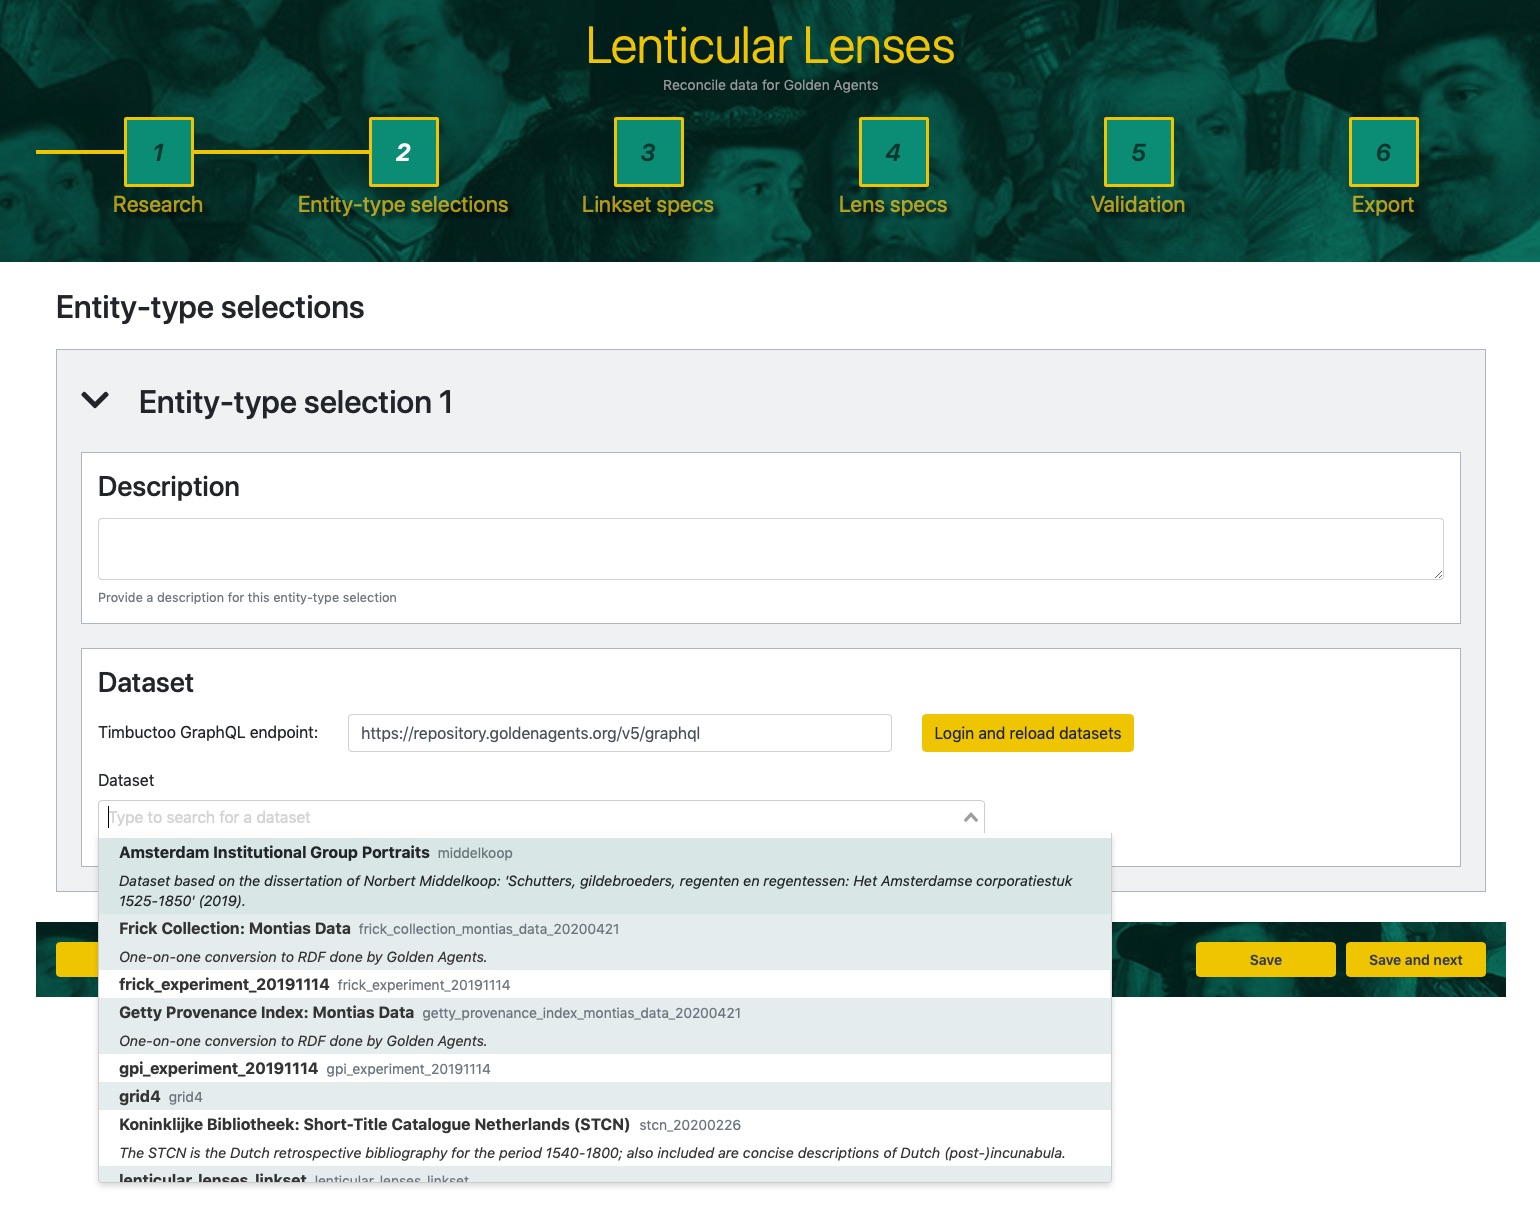 Lenticular Lenses
Reconcile data for Golden Agents
1
2
3
4
5
6
Research
Entity-type selections
Linkset specs
Lens specs
Validation
Export
Entity-type selections
Entity-type selection 1
Description
Provide a description for this entity-type selection
Dataset
Timbuctoo GraphQL endpoint:
https://repository.goldenagents.org/v5/graphql
Login and reload datasets
Dataset
Type to search for a dataset
Amsterdam Institutional Group Portraits middelkoop
Dataset based on the dissertation of Norbert Middelkoop: 'Schutters, gildebroeders, regenten en regentessen: Het Amsterdamse corporatiestuk
1525-1850' (2019).
Frick Collection: Montias Data frick_collection_montias_data_20200421
One-on-one conversion to RDF done by Golden Agents.
frick_experiment_20191114 frick_experiment_20191114
Getty Provenance Index: Montias Data getty_provenance_index_montias_data_20200421
One-on-one conversion to RDF done by Golden Agents.
gpi_experiment_20191114 gpi_experiment_20191114
grid4 grid4
Koninklijke Bibliotheek: Short-Title Catalogue Netherlands (STCN) stcn_20200226
The STCN is the Dutch retrospective bibliography for the period 1540-1800; also included are concise descriptions of Dutch (post-)incunabula.
lenticular_lenses_linkset lenticular_lenses_linkset
Save
Save and next